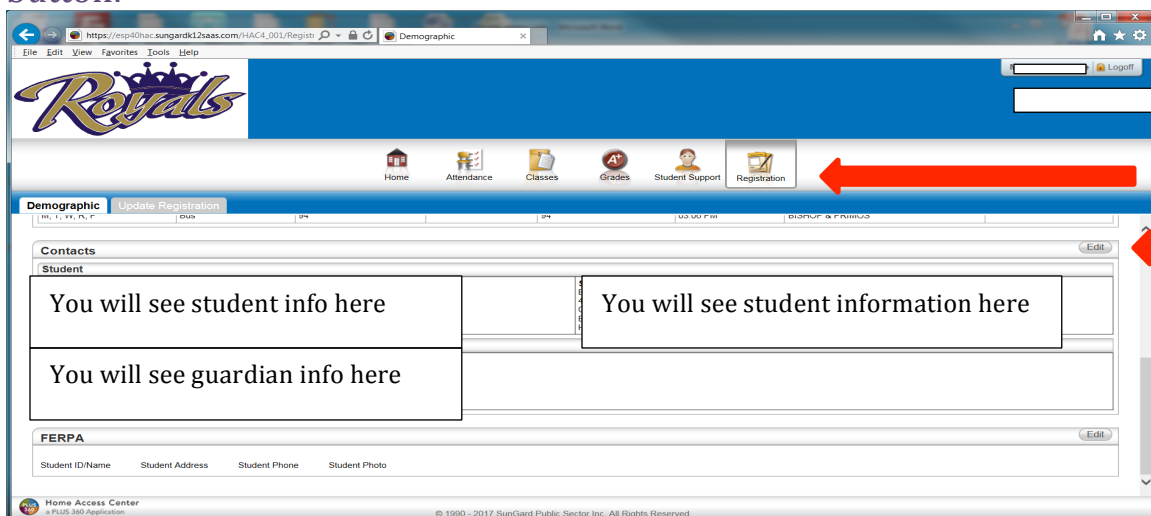 button.
https://esp40hac.sungardk12saas.com/HAC4_001/Registr Demographic
File Edit View Favorites Tools Help
Royals
Logoff
Home Attendance Classes Grades Student Support Registration
Demographic Update Registration
M, T, W, R, F Bus 94 94 03:00 PM BISHOP & PRIMOS
Contacts Edit
Student
You will see student info here You will see student information here
You will see guardian info here
FERPA Edit
Student ID/Name Student Address Student Phone Student Photo
Home Access Center
a PLUS 360 Application
© 1990 - 2017 SunGard Public Sector Inc. All Rights Reserved